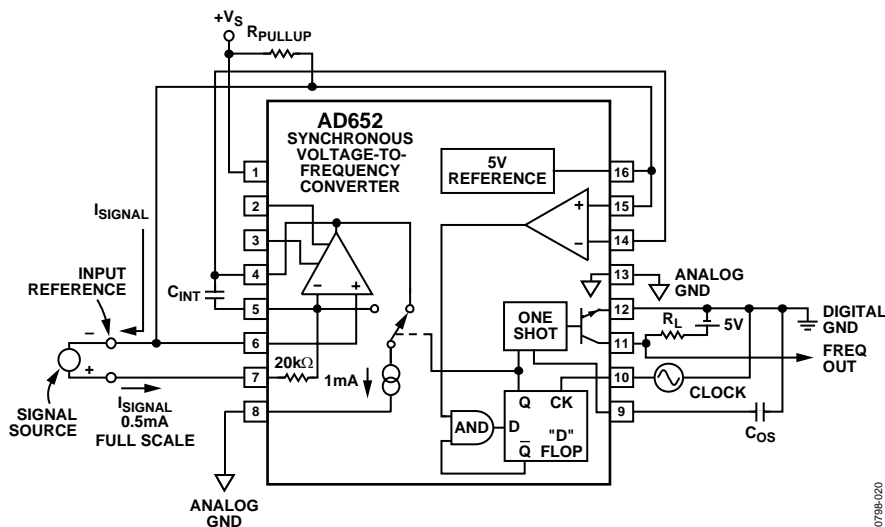 +VS
RPULLUP
AD652
SYNCHRONOUS
VOLTAGE-TO-
FREQUENCY
CONVERTER
5V
REFERENCE
1
2
3
4
5
6
7
8
16
15
14
13
12
11
10
9
ISIGNAL
INPUT
REFERENCE
CINT
–
+
SIGNAL
SOURCE
ISIGNAL
0.5mA
FULL SCALE
20kΩ
1mA
– +
+
–
ONE
SHOT
AND
D
Q CK
"D"
FLOP
Q̅
ANALOG
GND
ANALOG
GND
RL
5V
DIGITAL
GND
FREQ
OUT
CLOCK
COS
0798-020